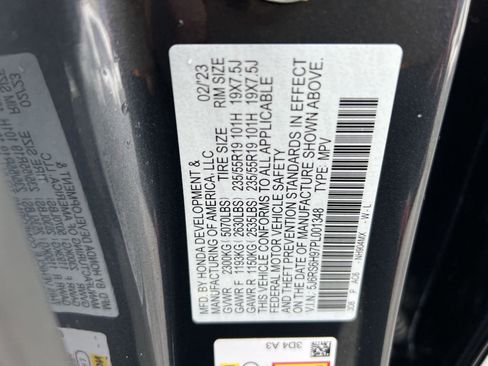 MFD. BY HONDA DEVELOPMENT & 02/'23
MANUFACTURING OF AMERICA, LLC.
TIRE SIZE RIM SIZE
GVWR 2300KG ( 5070LBS)
GAWR F 1193KG ( 2630LBS) 235/55R19 101H 19X7.5J
GAWR R 1150KG ( 2535LBS) 235/55R19 101H 19X7.5J
THIS VEHICLE CONFORMS TO ALL APPLICABLE
FEDERAL MOTOR VEHICLE SAFETY
& THEFT PREVENTION STANDARDS IN EFFECT
ON THE DATE OF MANUFACTURE SHOWN ABOVE.
V.I.N.: 5J6RS6H97PL001348 TYPE: MPV
3D4 A3